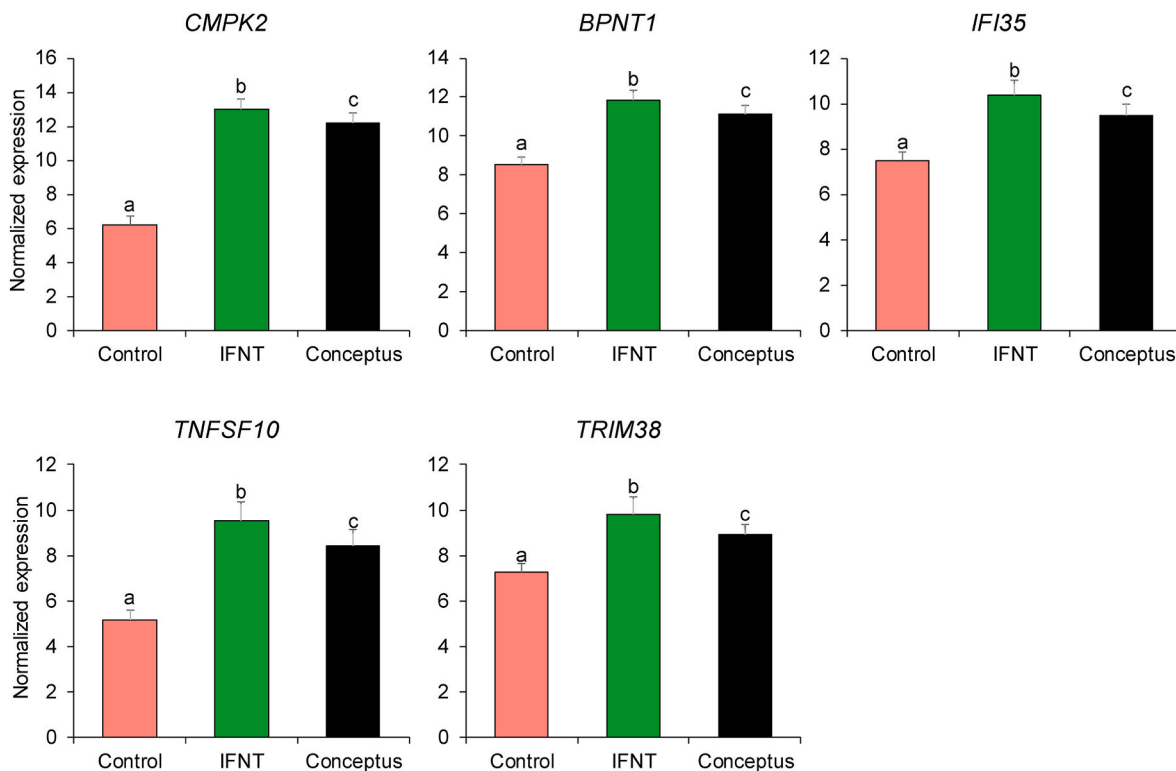 CMPK2
BPNT1
IFI35
Normalized expression
16
14
12
10
8
6
4
2
0
a
b
c
Control
IFNT
Conceptus
14
12
10
8
6
4
2
0
a
b
c
Control
IFNT
Conceptus
12
10
8
6
4
2
0
a
b
c
Control
IFNT
Conceptus
TNFSF10
TRIM38
Normalized expression
12
10
8
6
4
2
0
a
b
c
Control
IFNT
Conceptus
12
10
8
6
4
2
0
a
b
c
Control
IFNT
Conceptus